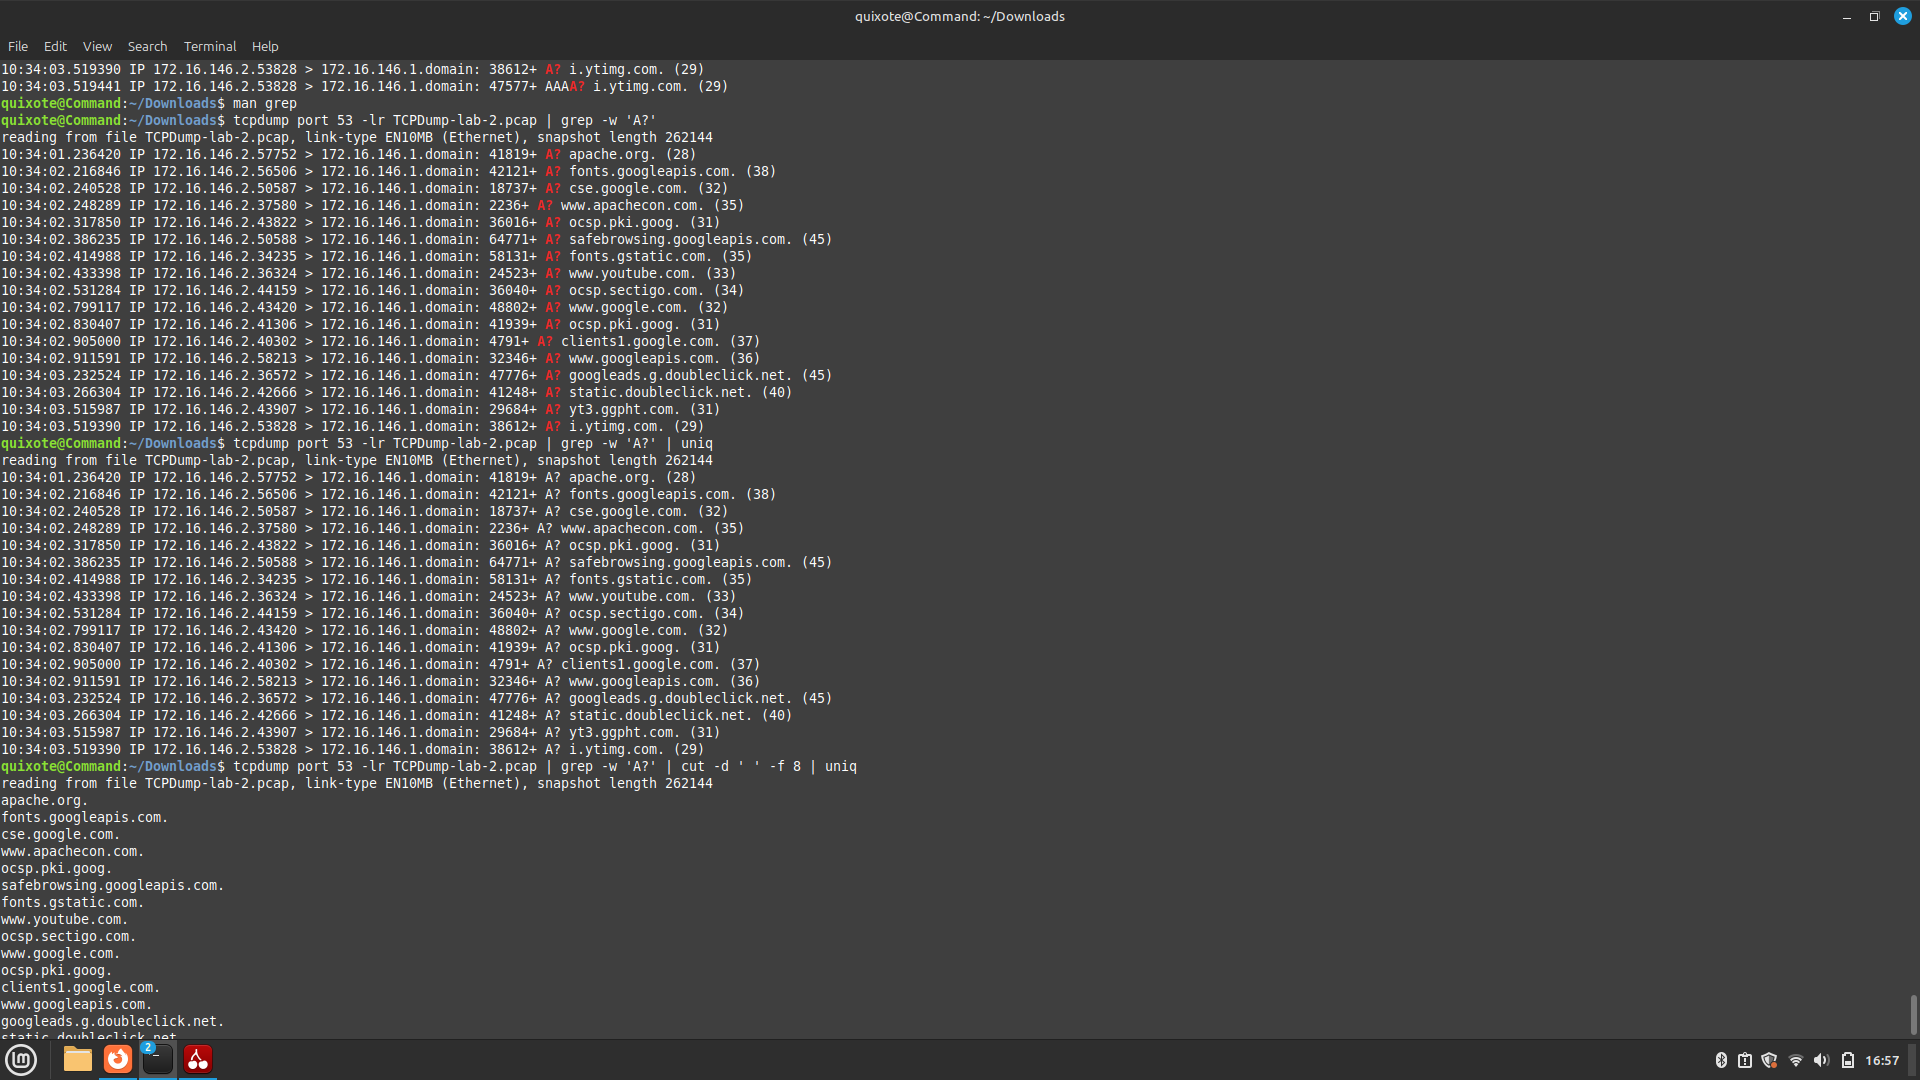 quixote@Command: ~/Downloads
File Edit View Search Terminal Help
10:34:03.519390 IP 172.16.146.2.53828 > 172.16.146.1.domain: 38612+ A? i.ytimg.com. (29)
10:34:03.519441 IP 172.16.146.2.53828 > 172.16.146.1.domain: 47577+ AAAA? i.ytimg.com. (29)
quixote@Command:~/Downloads$ man grep
quixote@Command:~/Downloads$ tcpdump port 53 -lr TCPDump-lab-2.pcap | grep -w 'A?'
reading from file TCPDump-lab-2.pcap, link-type EN10MB (Ethernet), snapshot length 262144
10:34:01.236420 IP 172.16.146.2.57752 > 172.16.146.1.domain: 41819+ A? apache.org. (28)
10:34:02.216846 IP 172.16.146.2.56506 > 172.16.146.1.domain: 42121+ A? fonts.googleapis.com. (38)
10:34:02.240528 IP 172.16.146.2.50587 > 172.16.146.1.domain: 18737+ A? cse.google.com. (32)
10:34:02.248289 IP 172.16.146.2.37580 > 172.16.146.1.domain: 2236+ A? www.apachecon.com. (35)
10:34:02.317850 IP 172.16.146.2.43822 > 172.16.146.1.domain: 36016+ A? ocsp.pki.goog. (31)
10:34:02.386235 IP 172.16.146.2.50588 > 172.16.146.1.domain: 64771+ A? safebrowsing.googleapis.com. (45)
10:34:02.414988 IP 172.16.146.2.34235 > 172.16.146.1.domain: 58131+ A? fonts.gstatic.com. (35)
10:34:02.433398 IP 172.16.146.2.36324 > 172.16.146.1.domain: 24523+ A? www.youtube.com. (33)
10:34:02.531284 IP 172.16.146.2.44159 > 172.16.146.1.domain: 36040+ A? ocsp.sectigo.com. (34)
10:34:02.799117 IP 172.16.146.2.43420 > 172.16.146.1.domain: 48802+ A? www.google.com. (32)
10:34:02.830407 IP 172.16.146.2.41306 > 172.16.146.1.domain: 41939+ A? ocsp.pki.goog. (31)
10:34:02.905000 IP 172.16.146.2.40302 > 172.16.146.1.domain: 4791+ A? clients1.google.com. (37)
10:34:02.911591 IP 172.16.146.2.58213 > 172.16.146.1.domain: 32346+ A? www.googleapis.com. (36)
10:34:03.232524 IP 172.16.146.2.36572 > 172.16.146.1.domain: 47776+ A? googleads.g.doubleclick.net. (45)
10:34:03.266304 IP 172.16.146.2.42666 > 172.16.146.1.domain: 41248+ A? static.doubleclick.net. (40)
10:34:03.515987 IP 172.16.146.2.43907 > 172.16.146.1.domain: 29684+ A? yt3.ggpht.com. (31)
10:34:03.519390 IP 172.16.146.2.53828 > 172.16.146.1.domain: 38612+ A? i.ytimg.com. (29)
quixote@Command:~/Downloads$ tcpdump port 53 -lr TCPDump-lab-2.pcap | grep -w 'A?' | uniq
reading from file TCPDump-lab-2.pcap, link-type EN10MB (Ethernet), snapshot length 262144
10:34:01.236420 IP 172.16.146.2.57752 > 172.16.146.1.domain: 41819+ A? apache.org. (28)
10:34:02.216846 IP 172.16.146.2.56506 > 172.16.146.1.domain: 42121+ A? fonts.googleapis.com. (38)
10:34:02.240528 IP 172.16.146.2.50587 > 172.16.146.1.domain: 18737+ A? cse.google.com. (32)
10:34:02.248289 IP 172.16.146.2.37580 > 172.16.146.1.domain: 2236+ A? www.apachecon.com. (35)
10:34:02.317850 IP 172.16.146.2.43822 > 172.16.146.1.domain: 36016+ A? ocsp.pki.goog. (31)
10:34:02.386235 IP 172.16.146.2.50588 > 172.16.146.1.domain: 64771+ A? safebrowsing.googleapis.com. (45)
10:34:02.414988 IP 172.16.146.2.34235 > 172.16.146.1.domain: 58131+ A? fonts.gstatic.com. (35)
10:34:02.433398 IP 172.16.146.2.36324 > 172.16.146.1.domain: 24523+ A? www.youtube.com. (33)
10:34:02.531284 IP 172.16.146.2.44159 > 172.16.146.1.domain: 36040+ A? ocsp.sectigo.com. (34)
10:34:02.799117 IP 172.16.146.2.43420 > 172.16.146.1.domain: 48802+ A? www.google.com. (32)
10:34:02.830407 IP 172.16.146.2.41306 > 172.16.146.1.domain: 41939+ A? ocsp.pki.goog. (31)
10:34:02.905000 IP 172.16.146.2.40302 > 172.16.146.1.domain: 4791+ A? clients1.google.com. (37)
10:34:02.911591 IP 172.16.146.2.58213 > 172.16.146.1.domain: 32346+ A? www.googleapis.com. (36)
10:34:03.232524 IP 172.16.146.2.36572 > 172.16.146.1.domain: 47776+ A? googleads.g.doubleclick.net. (45)
10:34:03.266304 IP 172.16.146.2.42666 > 172.16.146.1.domain: 41248+ A? static.doubleclick.net. (40)
10:34:03.515987 IP 172.16.146.2.43907 > 172.16.146.1.domain: 29684+ A? yt3.ggpht.com. (31)
10:34:03.519390 IP 172.16.146.2.53828 > 172.16.146.1.domain: 38612+ A? i.ytimg.com. (29)
quixote@Command:~/Downloads$ tcpdump port 53 -lr TCPDump-lab-2.pcap | grep -w 'A?' | cut -d ' ' -f 8 | uniq
reading from file TCPDump-lab-2.pcap, link-type EN10MB (Ethernet), snapshot length 262144
apache.org.
fonts.googleapis.com.
cse.google.com.
www.apachecon.com.
ocsp.pki.goog.
safebrowsing.googleapis.com.
fonts.gstatic.com.
www.youtube.com.
ocsp.sectigo.com.
www.google.com.
ocsp.pki.goog.
clients1.google.com.
www.googleapis.com.
googleads.g.doubleclick.net.
static.doubleclick.net
2
16:57